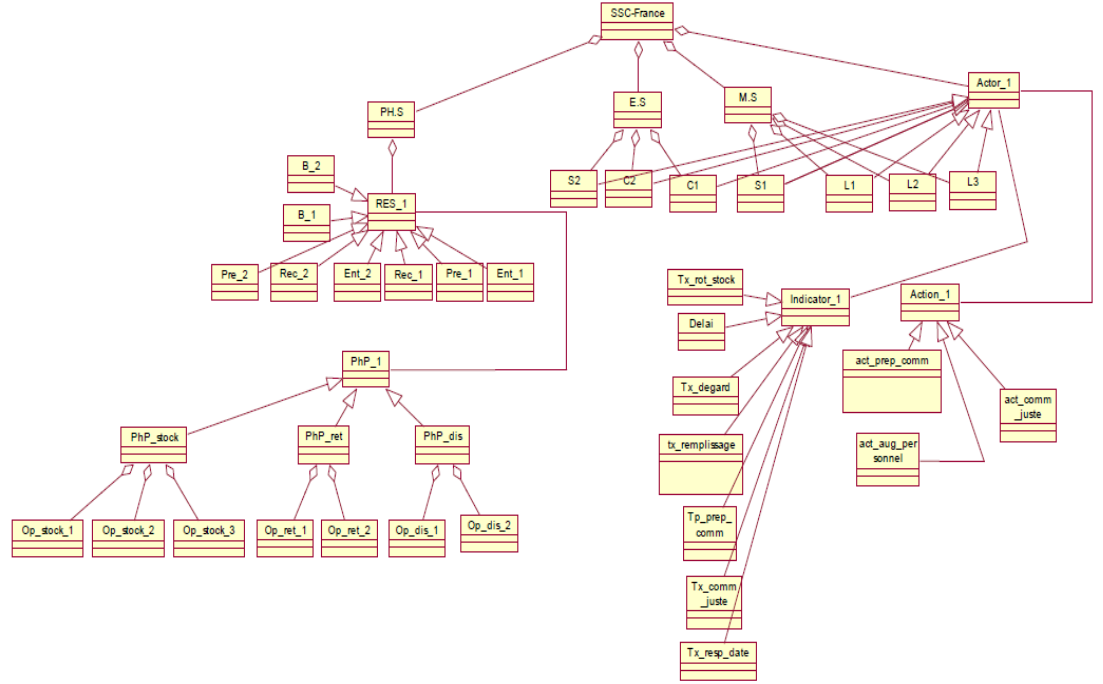 SSC-France
Actor_1
PH.S
E.S
M.S
B_2
S2
C2
C1
S1
L1
L2
L3
B_1
RES_1
Pre_2
Rec_2
Ent_2
Rec_1
Pre_1
Ent_1
Tx_rot_stock
Indicator_1
Action_1
Delai
PhP_1
act_prep_comm
Tx_degard
act_comm
_juste
PhP_stock
PhP_ret
PhP_dis
tx_remplissage
act_aug_per
sonnel
Op_stock_1
Op_stock_2
Op_stock_3
Op_ret_1
Op_ret_2
Op_dis_1
Op_dis_2
Tp_prep_
comm
Tx_comm
_juste
Tx_resp_date